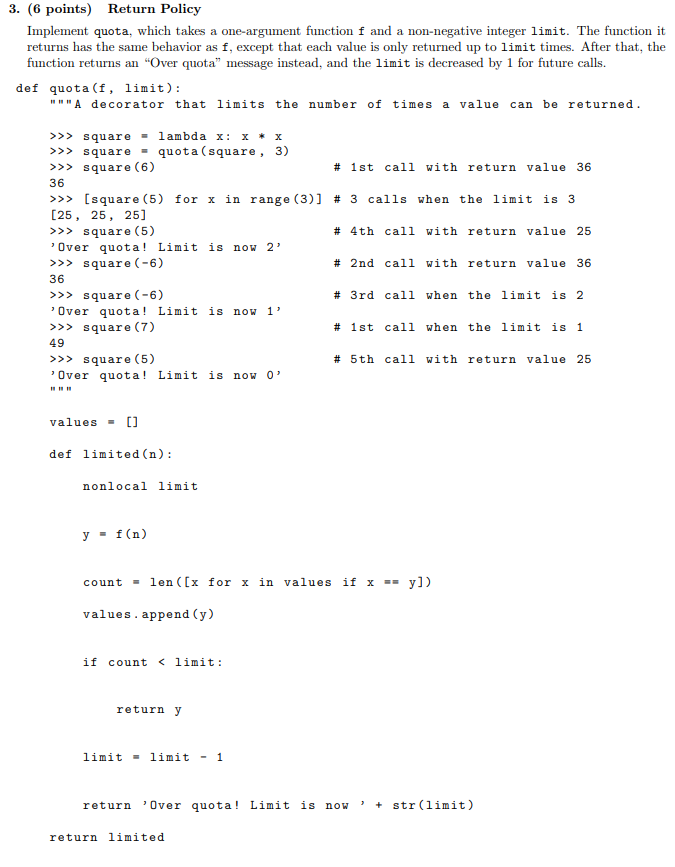 3. (6 points) Return Policy
Implement quota, which takes a one-argument function f and a non-negative integer limit. The function it
returns has the same behavior as f, except that each value is only returned up to limit times. After that, the
function returns an “Over quota” message instead, and the limit is decreased by 1 for future calls.
def quota(f, limit):
    """A decorator that limits the number of times a value can be returned.
    >>> square = lambda x: x * x
    >>> square = quota(square, 3)
    >>> square(6)                     # 1st call with return value 36
    36
    >>> [square(5) for x in range(3)] # 3 calls when the limit is 3
    [25, 25, 25]
    >>> square(5)                     # 4th call with return value 25
    ’Over quota! Limit is now 2’
    >>> square(-6)                    # 2nd call with return value 36
    36
    >>> square(-6)                    # 3rd call when the limit is 2
    ’Over quota! Limit is now 1’
    >>> square(7)                     # 1st call when the limit is 1
    49
    >>> square(5)                     # 5th call with return value 25
    ’Over quota! Limit is now 0’
    """
    values = []
    def limited(n):
        nonlocal limit
        y = f(n)
        count = len([x for x in values if x == y])
        values.append(y)
        if count < limit:
            return y
        limit = limit - 1
        return ’Over quota! Limit is now ’ + str(limit)
    return limited